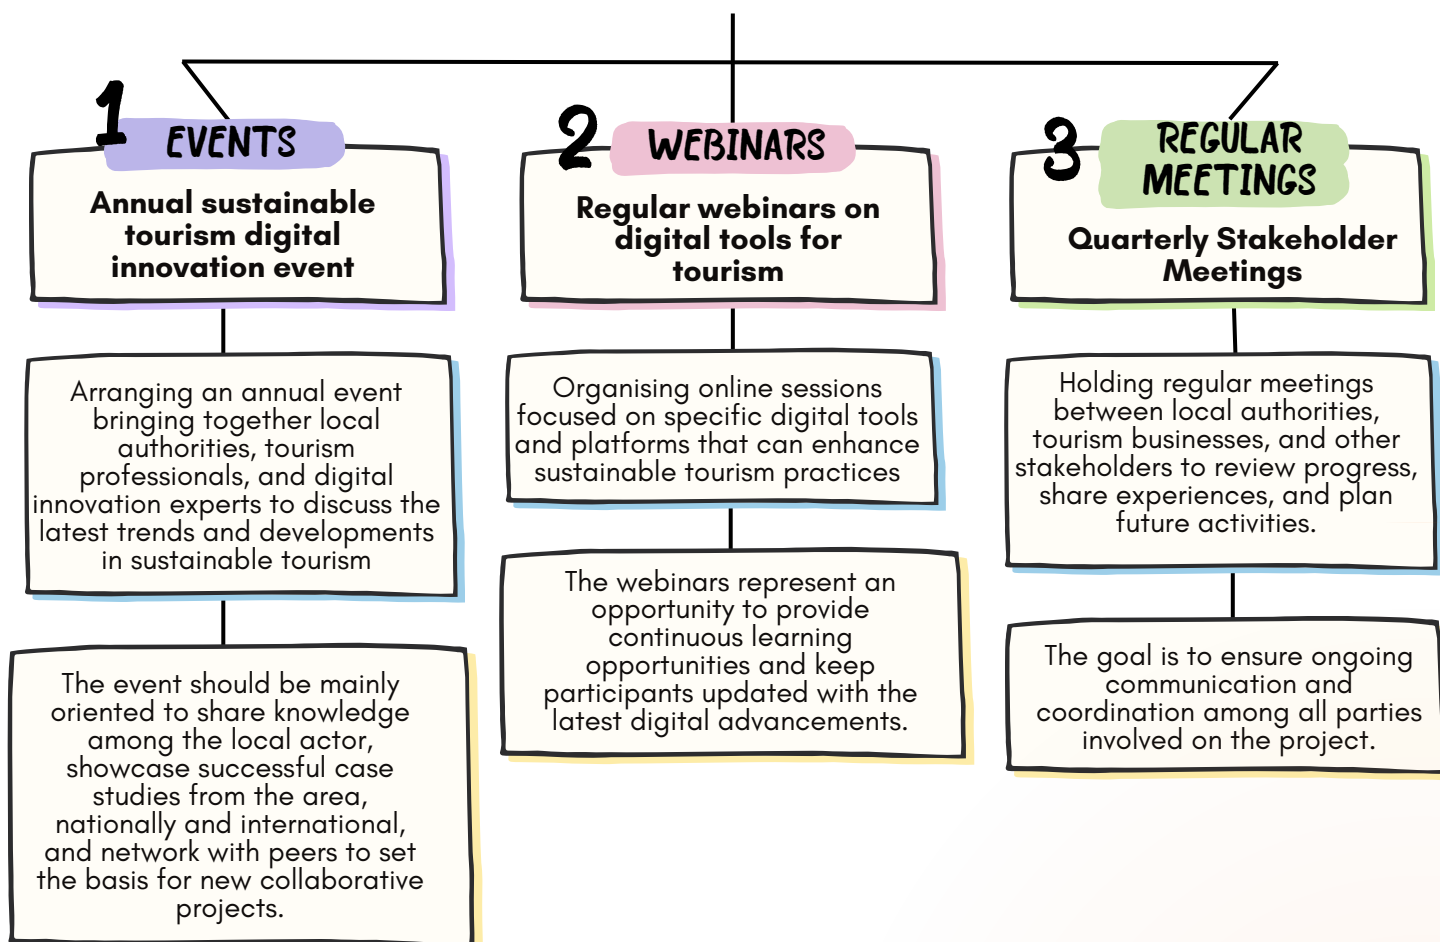 1
EVENTS
Annual sustainable
tourism digital
innovation event
Arranging an annual event
bringing together local
authorities, tourism
professionals, and digital
innovation experts to discuss the
latest trends and developments
in sustainable tourism
The event should be mainly
oriented to share knowledge
among the local actor,
showcase successful case
studies from the area,
nationally and international,
and network with peers to set
the basis for new collaborative
projects.
2
WEBINARS
Regular webinars on
digital tools for
tourism
Organising online sessions
focused on specific digital tools
and platforms that can enhance
sustainable tourism practices
The webinars represent an
opportunity to provide
continuous learning
opportunities and keep
participants updated with the
latest digital advancements.
3
REGULAR
MEETINGS
Quarterly Stakeholder
Meetings
Holding regular meetings
between local authorities,
tourism businesses, and other
stakeholders to review progress,
share experiences, and plan
future activities.
The goal is to ensure ongoing
communication and
coordination among all parties
involved on the project.